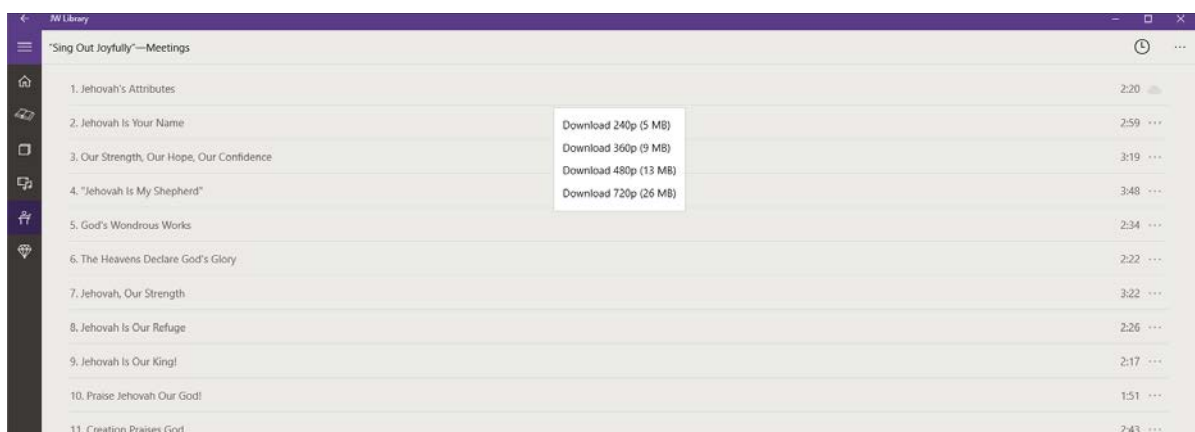 JW Library
"Sing Out Joyfully"—Meetings
1. Jehovah's Attributes 2:20
2. Jehovah Is Your Name 2:59
Download 240p (5 MB)
Download 360p (9 MB)
3. Our Strength, Our Hope, Our Confidence 3:19
Download 480p (13 MB)
Download 720p (26 MB)
4. "Jehovah Is My Shepherd" 3:48
5. God's Wondrous Works 2:34
6. The Heavens Declare God's Glory 2:22
7. Jehovah, Our Strength 3:22
8. Jehovah Is Our Refuge 2:26
9. Jehovah Is Our King! 2:17
10. Praise Jehovah Our God! 1:51
11. Creation Praises God 2:43